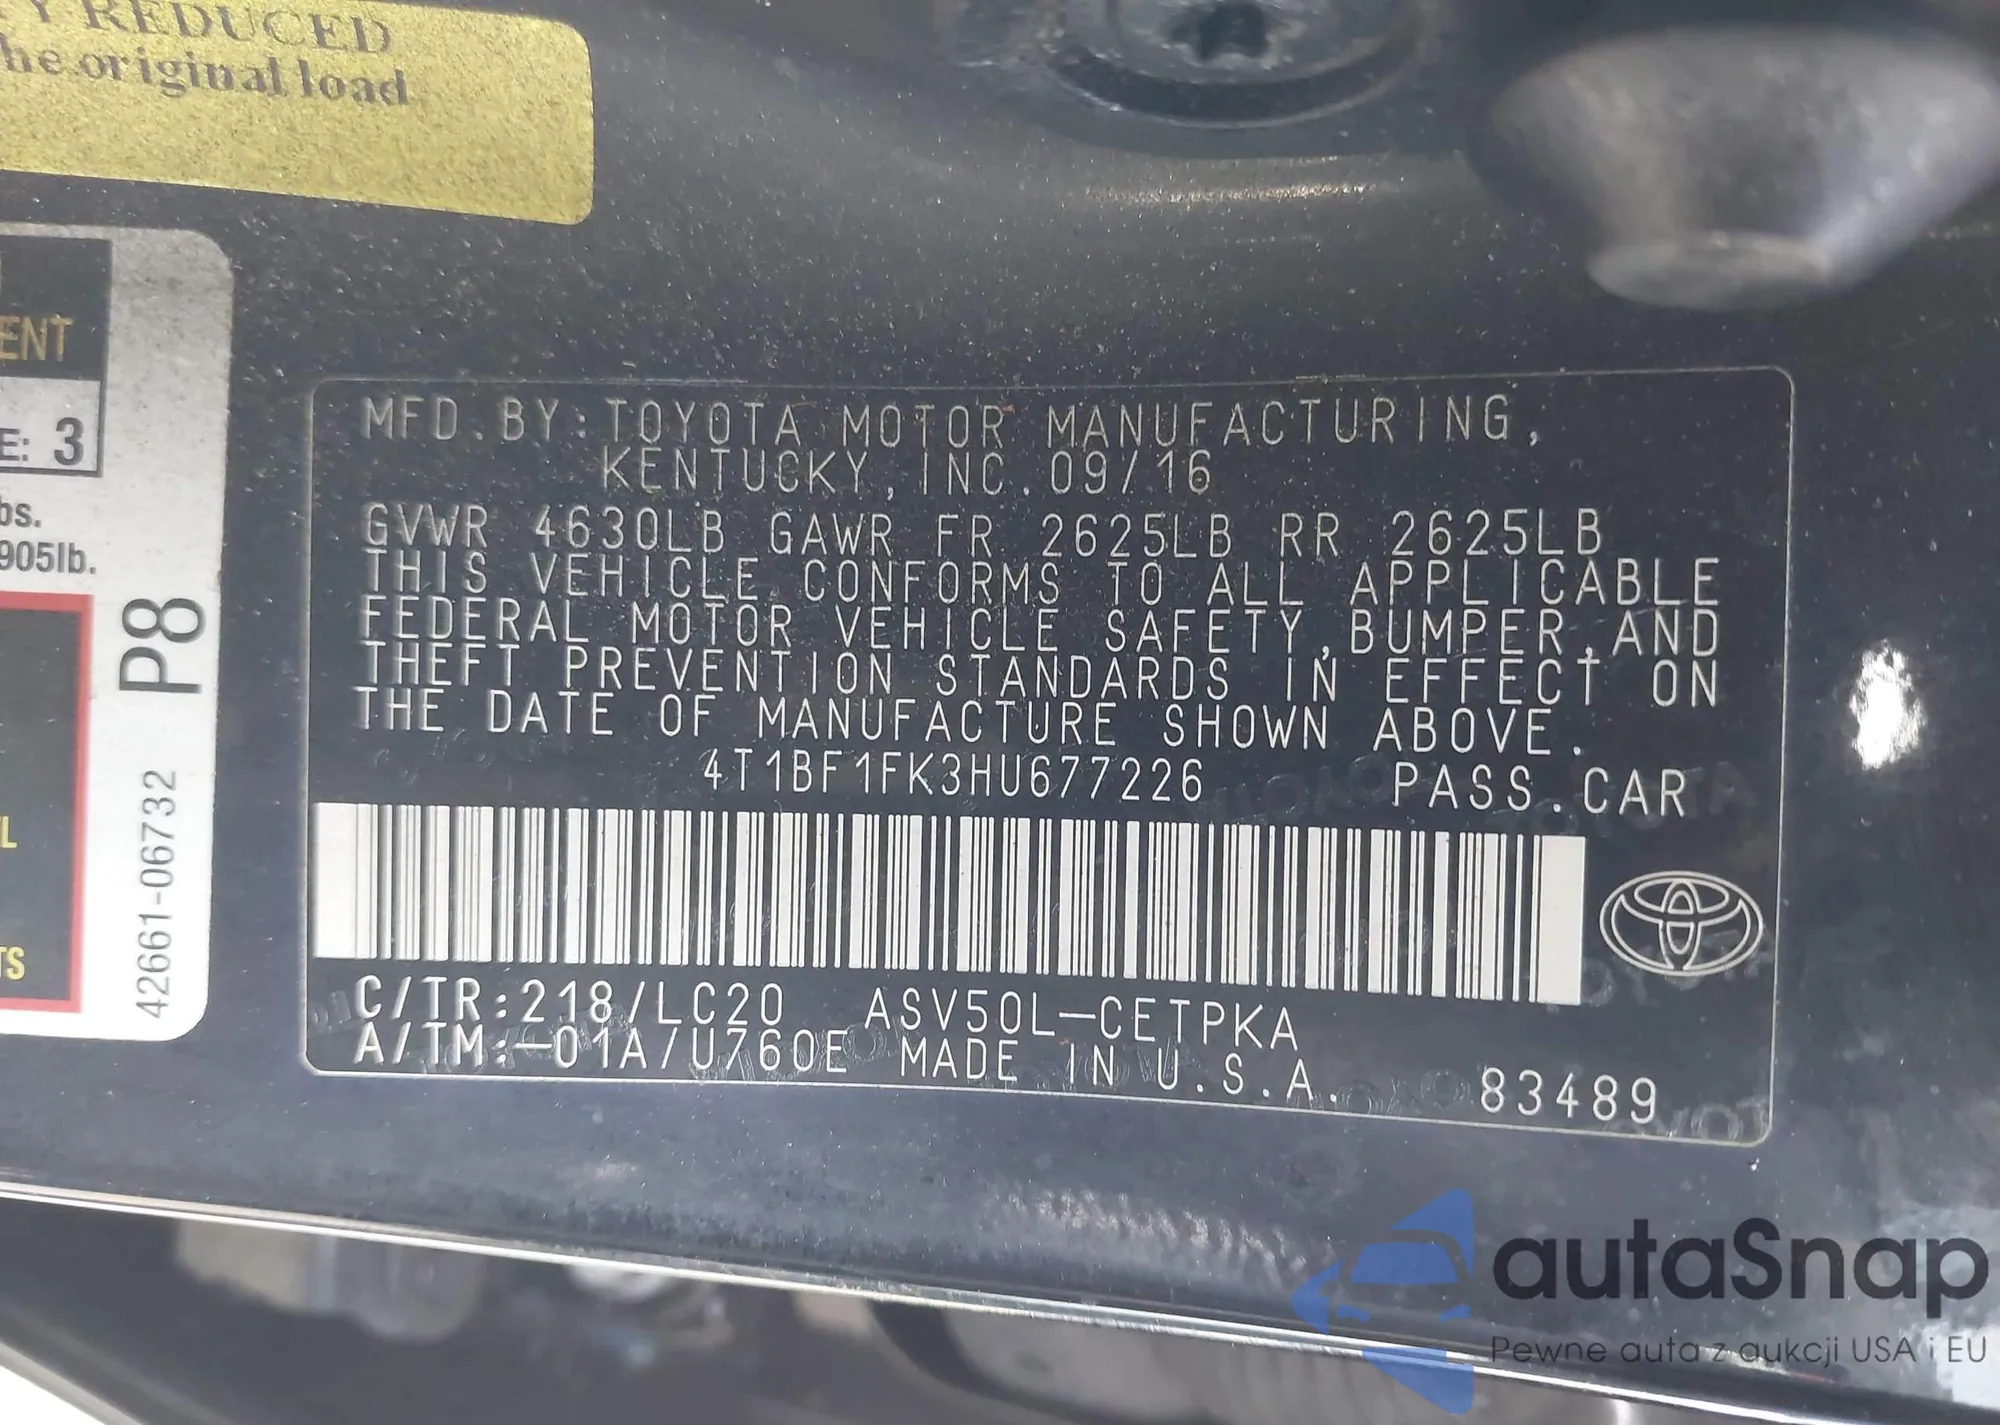 Y REDUCED
he original load
ENT
E: 3
bs.
905lb.
P8
42661-06732
L
TS
MFD. BY: TOYOTA MOTOR MANUFACTURING,
KENTUCKY, INC. 09/16
GVWR 4630LB GAWR FR 2625LB RR 2625LB
THIS VEHICLE CONFORMS TO ALL APPLICABLE
FEDERAL MOTOR VEHICLE SAFETY, BUMPER, AND
THEFT PREVENTION STANDARDS IN EFFECT ON
THE DATE OF MANUFACTURE SHOWN ABOVE.
4T1BF1FK3HU677226 PASS. CAR
C/TR:218/LC20 ASV50L-CETPKA
A/TM:-01A/U760E MADE IN U.S.A. 83489
autaSnap
Pewne auta z aukcji USA i EU